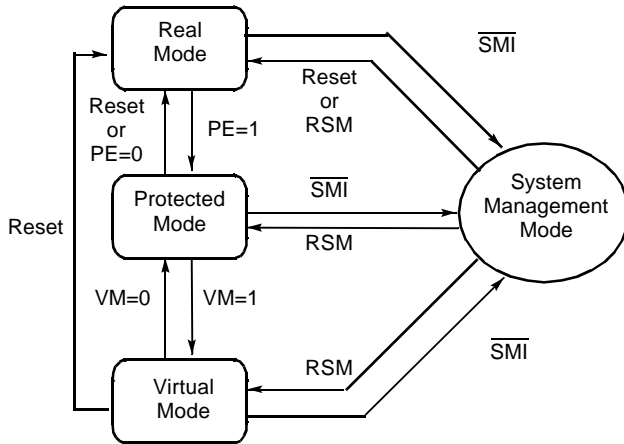 Real
Mode
SMI
Reset
or
RSM
Reset
or
PE=0
PE=1
Protected
Mode
SMI
RSM
System
Management
Mode
Reset
VM=0
VM=1
SMI
RSM
Virtual
Mode